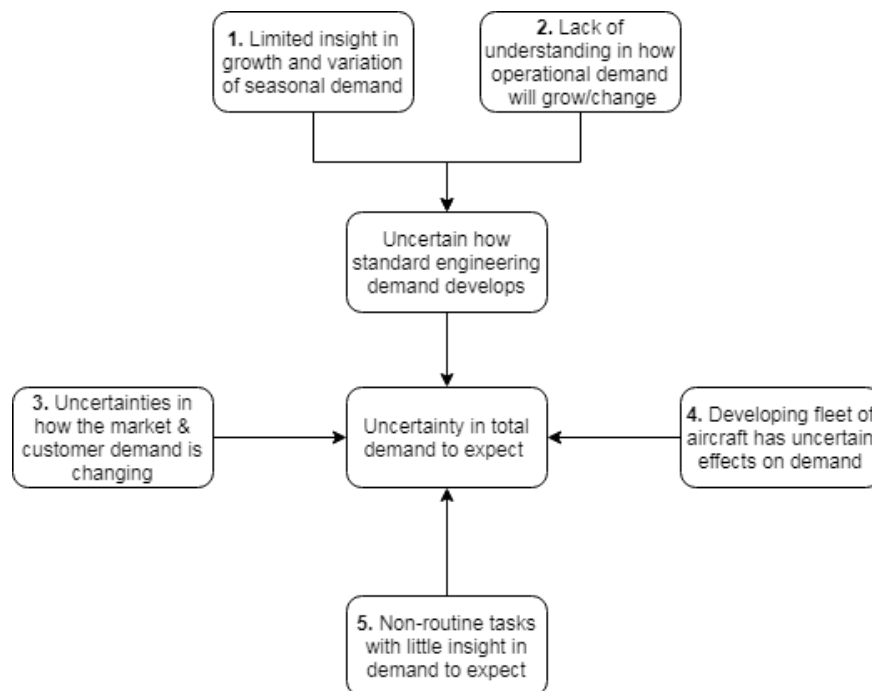 1. Limited insight in
growth and variation
of seasonal demand
2. Lack of
understanding in how
operational demand
will grow/change
Uncertain how
standard engineering
demand develops
3. Uncertainties in
how the market &
customer demand is
changing
Uncertainty in total
demand to expect
4. Developing fleet of
aircraft has uncertain
effects on demand
5. Non-routine tasks
with little insight in
demand to expect